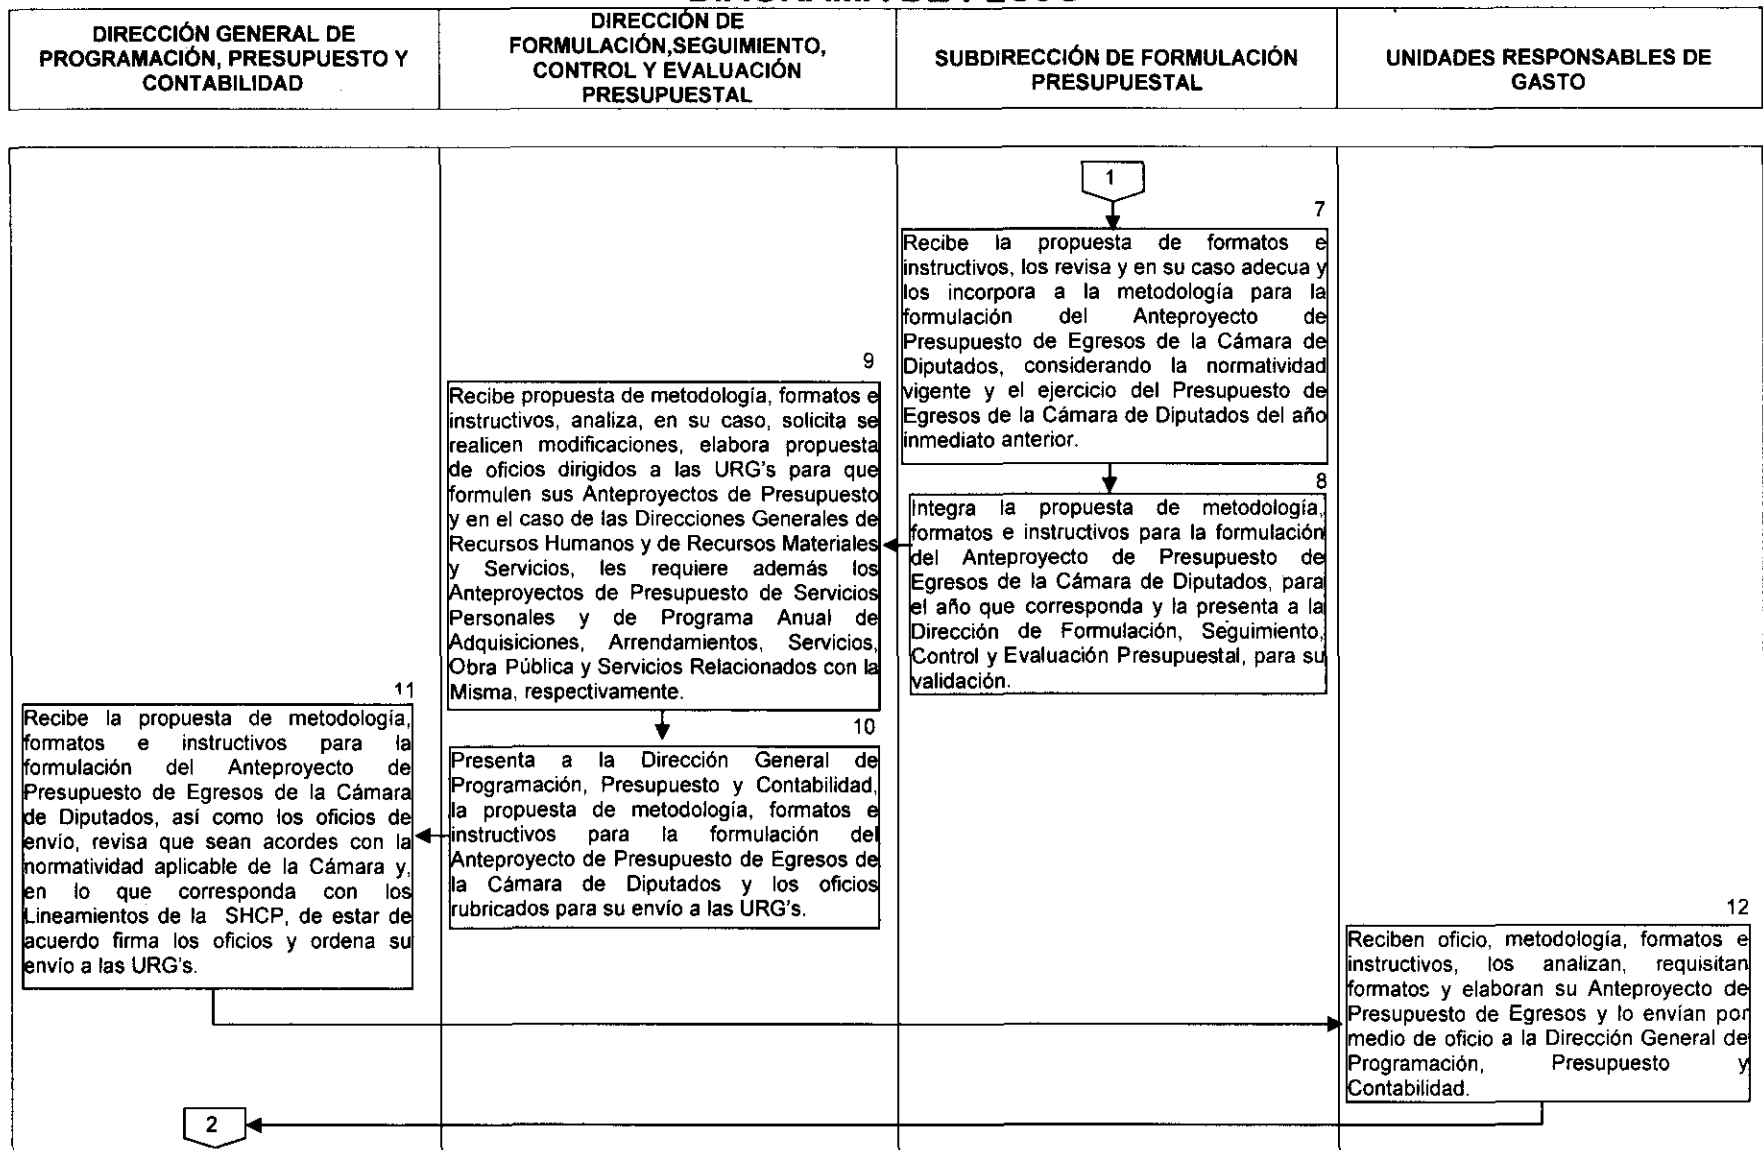 DIRECCIÓN GENERAL DE
PROGRAMACIÓN, PRESUPUESTO Y
CONTABILIDAD
DIRECCIÓN DE
FORMULACIÓN,SEGUIMIENTO,
CONTROL Y EVALUACIÓN
PRESUPUESTAL
SUBDIRECCIÓN DE FORMULACIÓN
PRESUPUESTAL
UNIDADES RESPONSABLES DE
GASTO
1
7
Recibe la propuesta de formatos e
instructivos, los revisa y en su caso adecua y
los incorpora a la metodología para la
formulación del Anteproyecto de
Presupuesto de Egresos de la Cámara de
Diputados, considerando la normatividad
vigente y el ejercicio del Presupuesto de
Egresos de la Cámara de Diputados del año
inmediato anterior.
8
Integra la propuesta de metodología,
formatos e instructivos para la formulación
del Anteproyecto de Presupuesto de
Egresos de la Cámara de Diputados, para
el año que corresponda y la presenta a la
Dirección de Formulación, Seguimiento,
Control y Evaluación Presupuestal, para su
validación.
9
Recibe propuesta de metodología, formatos e
instructivos, analiza, en su caso, solicita se
realicen modificaciones, elabora propuesta
de oficios dirigidos a las URG's para que
formulen sus Anteproyectos de Presupuesto
y en el caso de las Direcciones Generales de
Recursos Humanos y de Recursos Materiales
y Servicios, les requiere además los
Anteproyectos de Presupuesto de Servicios
Personales y de Programa Anual de
Adquisiciones, Arrendamientos, Servicios,
Obra Pública y Servicios Relacionados con la
Misma, respectivamente.
10
Presenta a la Dirección General de
Programación, Presupuesto y Contabilidad,
la propuesta de metodología, formatos e
instructivos para la formulación del
Anteproyecto de Presupuesto de Egresos de
la Cámara de Diputados y los oficios
rubricados para su envío a las URG's.
11
Recibe la propuesta de metodología,
formatos e instructivos para la
formulación del Anteproyecto de
Presupuesto de Egresos de la Cámara
de Diputados, así como los oficios de
envío, revisa que sean acordes con la
normatividad aplicable de la Cámara y,
en lo que corresponda con los
Lineamientos de la SHCP, de estar de
acuerdo firma los oficios y ordena su
envío a las URG's.
12
Reciben oficio, metodología, formatos e
instructivos, los analizan, requisitan
formatos y elaboran su Anteproyecto de
Presupuesto de Egresos y lo envían por
medio de oficio a la Dirección General de
Programación, Presupuesto y
Contabilidad.
2